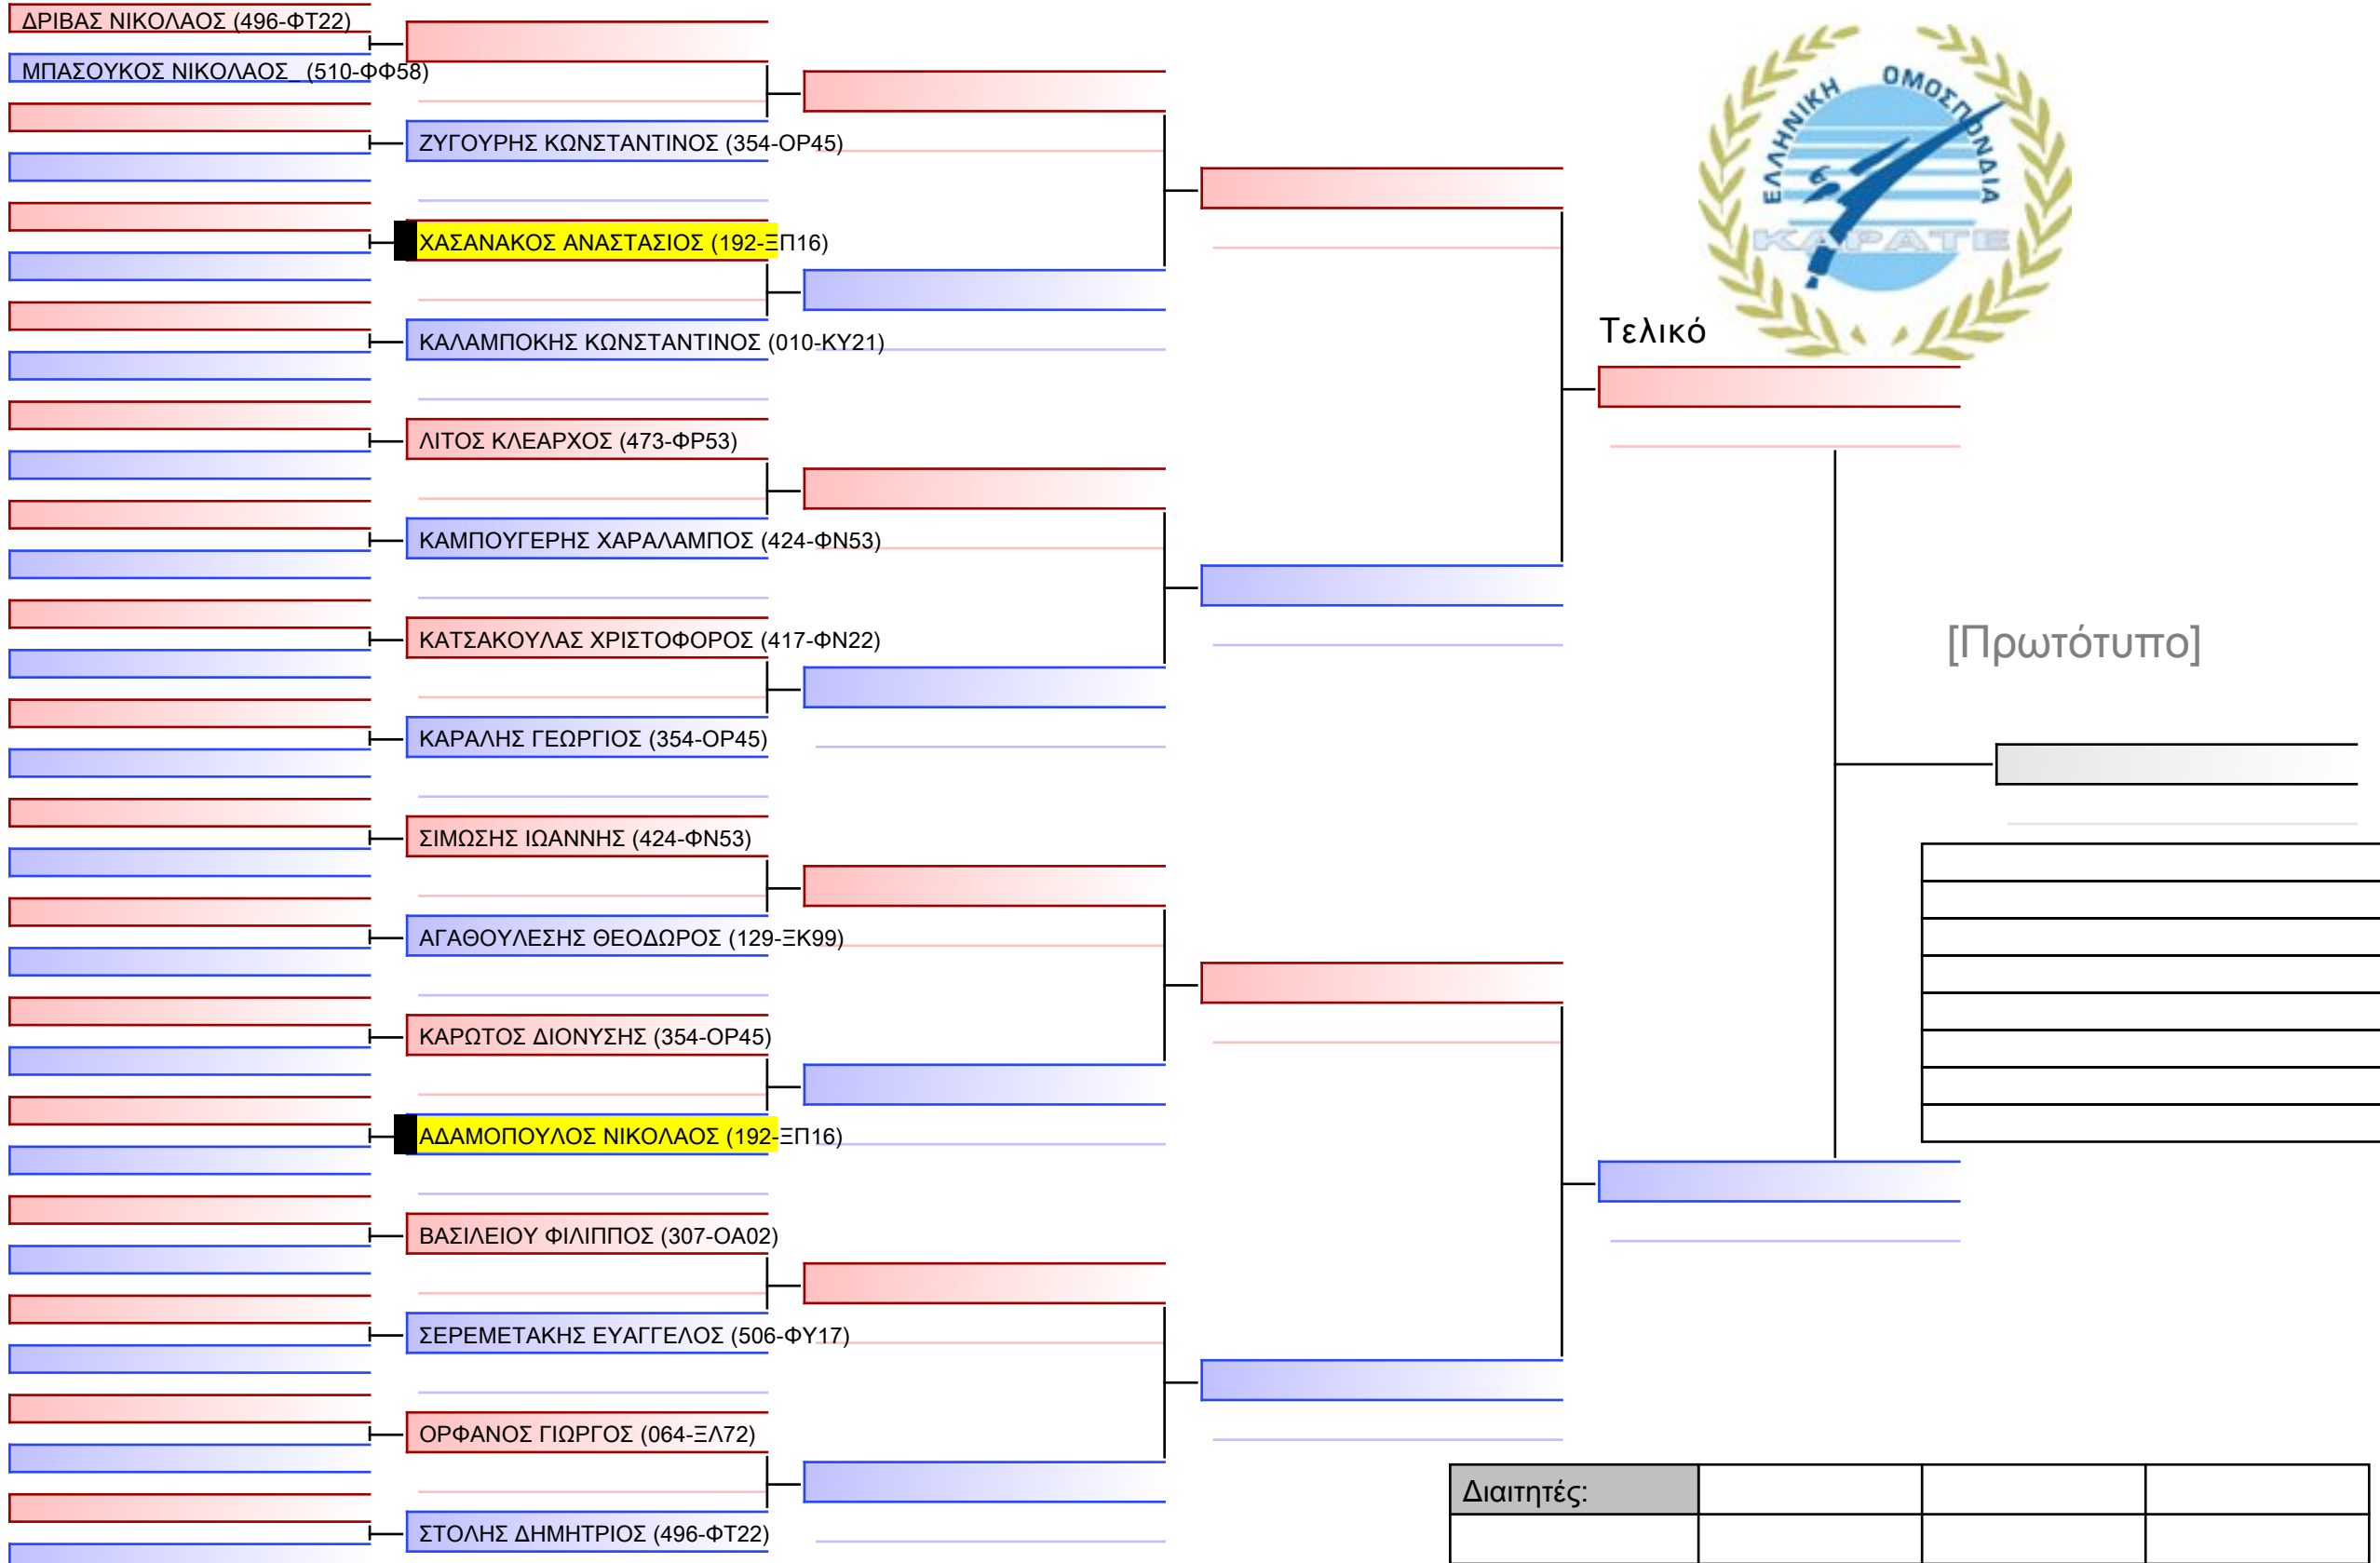 ΔΡΙΒΑΣ ΝΙΚΟΛΑΟΣ (496-ΦΤ22)
ΜΠΑΣΟΥΚΟΣ ΝΙΚΟΛΑΟΣ_ (510-ΦΦ58)
ΖΥΓΟΥΡΗΣ ΚΩΝΣΤΑΝΤΙΝΟΣ (354-ΟΡ45)
ΧΑΣΑΝΑΚΟΣ ΑΝΑΣΤΑΣΙΟΣ (192-ΞΠ16)
ΚΑΛΑΜΠΟΚΗΣ ΚΩΝΣΤΑΝΤΙΝΟΣ (010-ΚΥ21)
ΛΙΤΟΣ ΚΛΕΑΡΧΟΣ (473-ΦΡ53)
ΚΑΜΠΟΥΓΕΡΗΣ ΧΑΡΑΛΑΜΠΟΣ (424-ΦΝ53)
ΚΑΤΣΑΚΟΥΛΑΣ ΧΡΙΣΤΟΦΟΡΟΣ (417-ΦΝ22)
ΚΑΡΑΛΗΣ ΓΕΩΡΓΙΟΣ (354-ΟΡ45)
ΣΙΜΩΣΗΣ ΙΩΑΝΝΗΣ (424-ΦΝ53)
ΑΓΑΘΟΥΛΕΣΗΣ ΘΕΟΔΩΡΟΣ (129-ΞΚ99)
ΚΑΡΩΤΟΣ ΔΙΟΝΥΣΗΣ (354-ΟΡ45)
ΑΔΑΜΟΠΟΥΛΟΣ ΝΙΚΟΛΑΟΣ (192-ΞΠ16)
ΒΑΣΙΛΕΙΟΥ ΦΙΛΙΠΠΟΣ (307-ΟΑ02)
ΣΕΡΕΜΕΤΑΚΗΣ ΕΥΑΓΓΕΛΟΣ (506-ΦΥ17)
ΟΡΦΑΝΟΣ ΓΙΩΡΓΟΣ (064-ΞΛ72)
ΣΤΟΛΗΣ ΔΗΜΗΤΡΙΟΣ (496-ΦΤ22)
ΕΛΛΗΝΙΚΗ ΟΜΟΣΠΟΝΔΙΑ
ΚΑΡΑΤΕ
Τελικό
[Πρωτότυπο]
Διαιτητές: